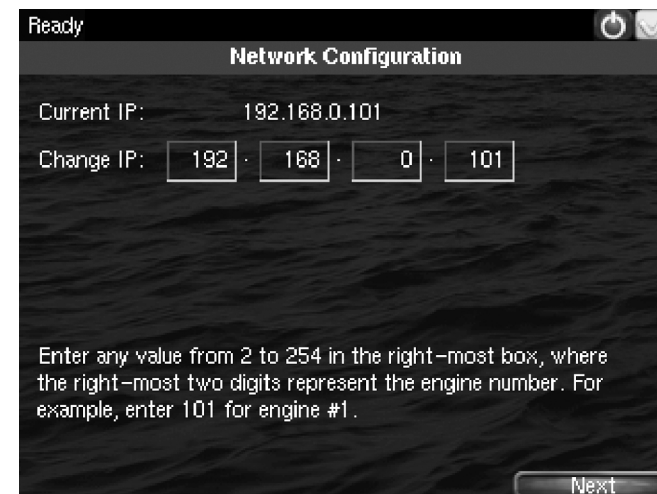 Ready
Network Configuration
Current IP: 192.168.0.101
Change IP: 192 . 168 . 0 . 101
Enter any value from 2 to 254 in the right-most box, where
the right-most two digits represent the engine number. For
example, enter 101 for engine #1.
Next